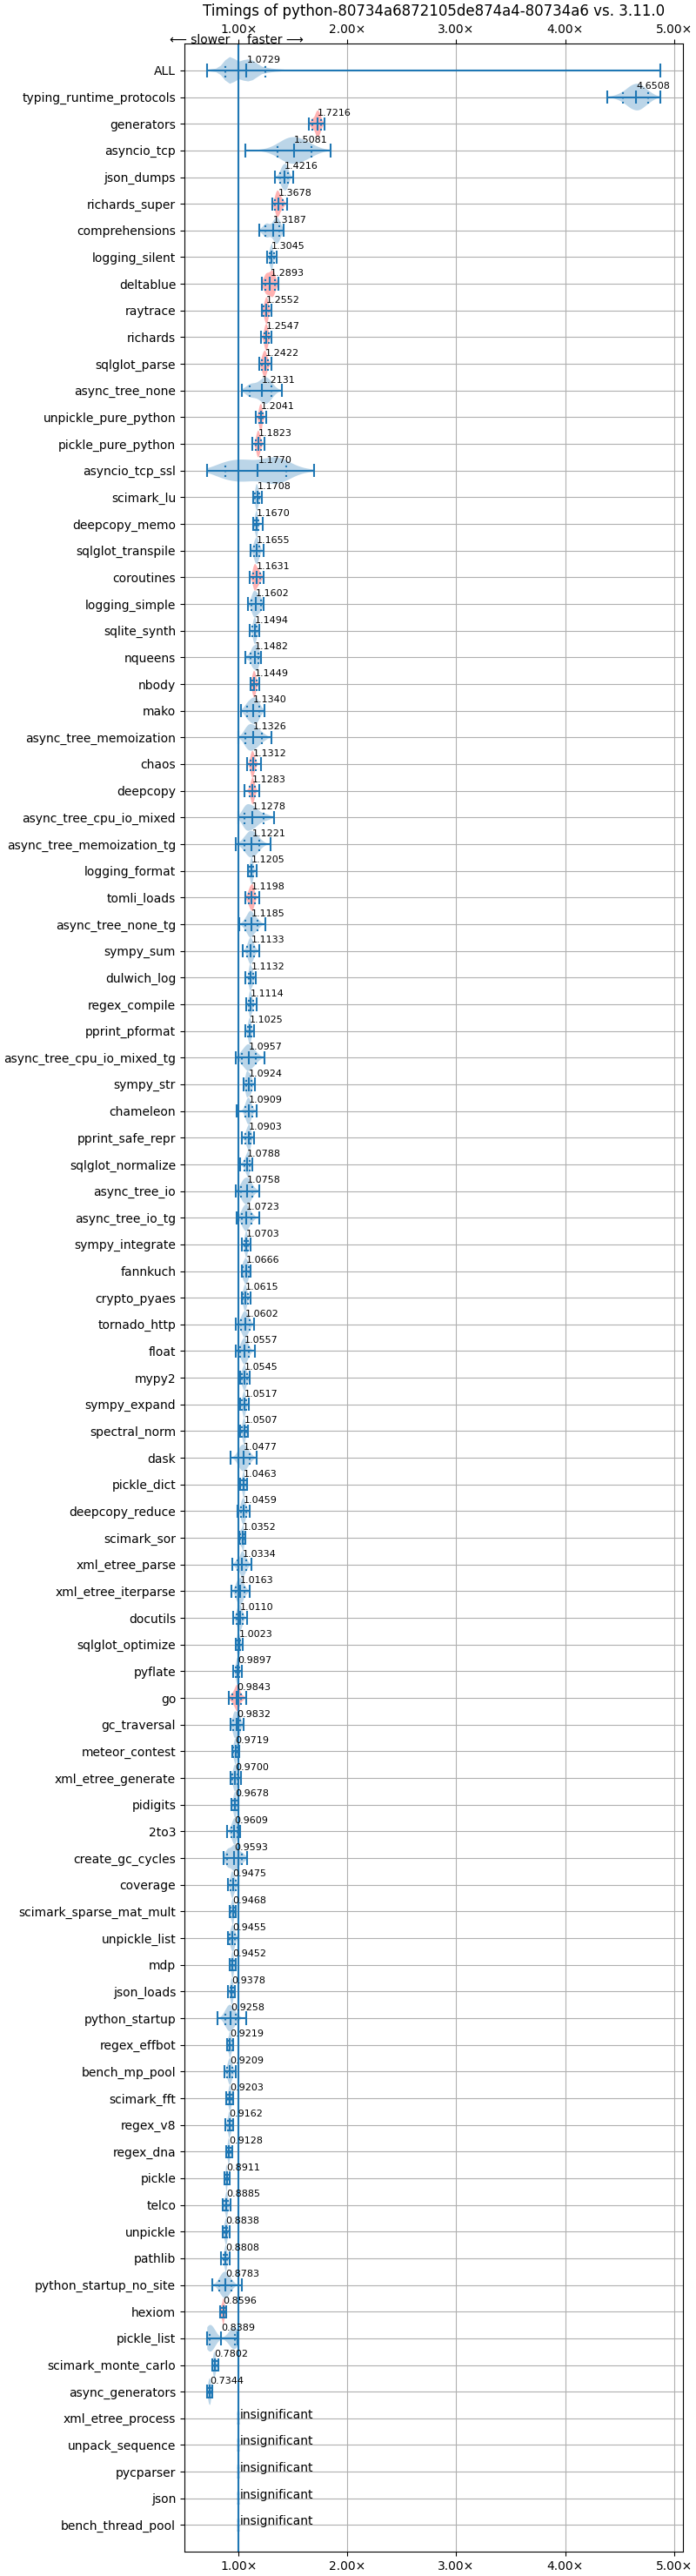 Timings of python-80734a6872105de874a4-80734a6 vs. 3.11.0
1.00× 2.00× 3.00× 4.00× 5.00×
⟵ slower faster ⟶
ALL 1.0729
typing_runtime_protocols 4.6508
generators 1.7216
asyncio_tcp 1.5081
json_dumps 1.4216
richards_super 1.3678
comprehensions 1.3187
logging_silent 1.3045
deltablue 1.2893
raytrace 1.2552
richards 1.2547
sqlglot_parse 1.2422
async_tree_none 1.2131
unpickle_pure_python 1.2041
pickle_pure_python 1.1823
asyncio_tcp_ssl 1.1770
scimark_lu 1.1708
deepcopy_memo 1.1670
sqlglot_transpile 1.1655
coroutines 1.1631
logging_simple 1.1602
sqlite_synth 1.1494
nqueens 1.1482
nbody 1.1449
mako 1.1340
async_tree_memoization 1.1326
chaos 1.1312
deepcopy 1.1283
async_tree_cpu_io_mixed 1.1278
async_tree_memoization_tg 1.1221
logging_format 1.1205
tomli_loads 1.1198
async_tree_none_tg 1.1185
sympy_sum 1.1133
dulwich_log 1.1132
regex_compile 1.1114
pprint_pformat 1.1025
async_tree_cpu_io_mixed_tg 1.0957
sympy_str 1.0924
chameleon 1.0909
pprint_safe_repr 1.0903
sqlglot_normalize 1.0788
async_tree_io 1.0758
async_tree_io_tg 1.0723
sympy_integrate 1.0703
fannkuch 1.0666
crypto_pyaes 1.0615
tornado_http 1.0602
float 1.0557
mypy2 1.0545
sympy_expand 1.0517
spectral_norm 1.0507
dask 1.0477
pickle_dict 1.0463
deepcopy_reduce 1.0459
scimark_sor 1.0352
xml_etree_parse 1.0334
xml_etree_iterparse 1.0163
docutils 1.0110
sqlglot_optimize 1.0023
pyflate 0.9897
go 0.9843
gc_traversal 0.9832
meteor_contest 0.9719
xml_etree_generate 0.9700
pidigits 0.9678
2to3 0.9609
create_gc_cycles 0.9593
coverage 0.9475
scimark_sparse_mat_mult 0.9468
unpickle_list 0.9455
mdp 0.9452
json_loads 0.9378
python_startup 0.9258
regex_effbot 0.9219
bench_mp_pool 0.9209
scimark_fft 0.9203
regex_v8 0.9162
regex_dna 0.9128
pickle 0.8911
telco 0.8885
unpickle 0.8838
pathlib 0.8808
python_startup_no_site 0.8783
hexiom 0.8596
pickle_list 0.8389
scimark_monte_carlo 0.7802
async_generators 0.7344
xml_etree_process insignificant
unpack_sequence insignificant
pycparser insignificant
json insignificant
bench_thread_pool insignificant
1.00× 2.00× 3.00× 4.00× 5.00×